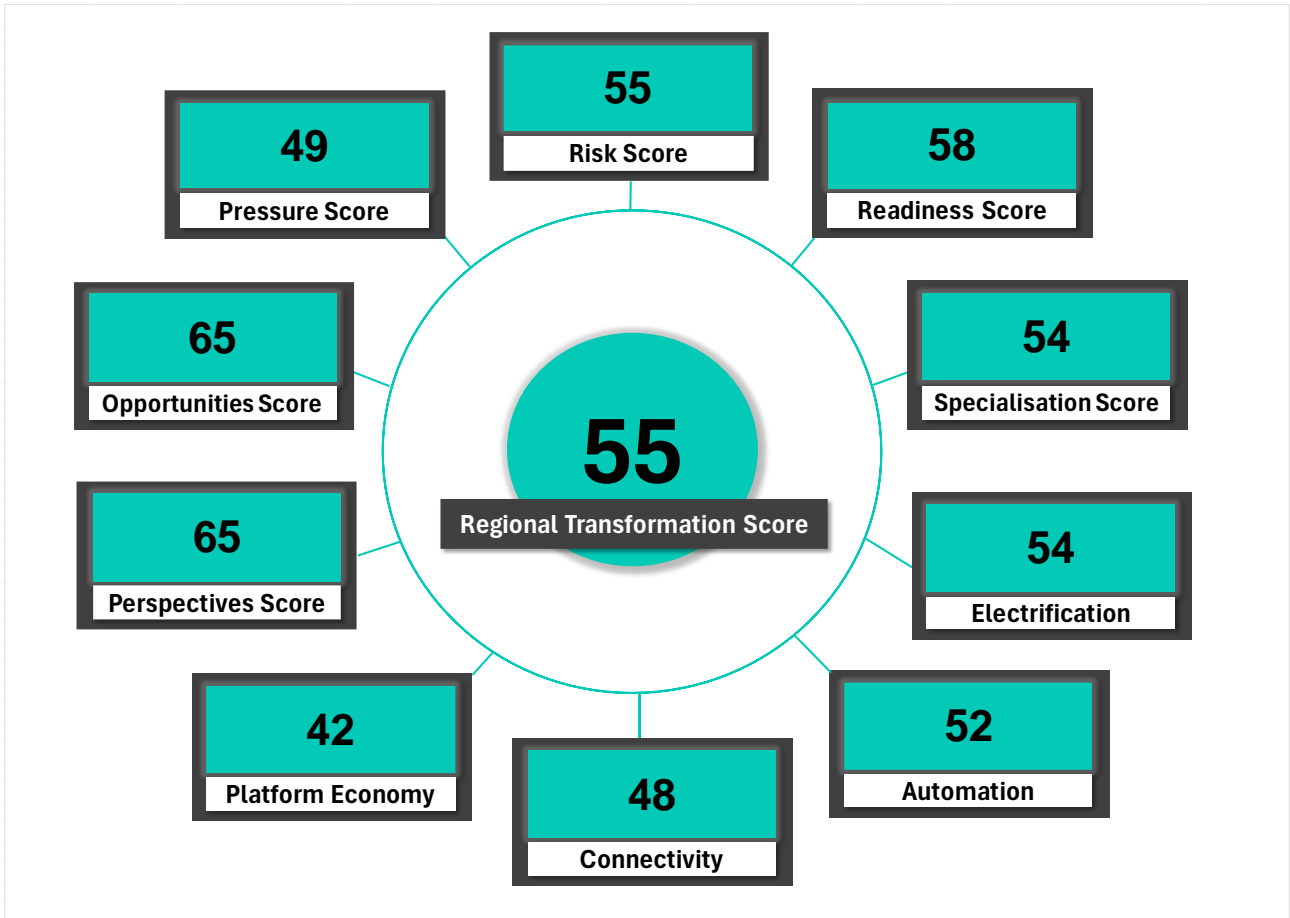 55
Risk Score
49
Pressure Score
58
Readiness Score
65
Opportunities Score
54
Specialisation Score
55
Regional Transformation Score
65
Perspectives Score
54
Electrification
42
Platform Economy
52
Automation
48
Connectivity